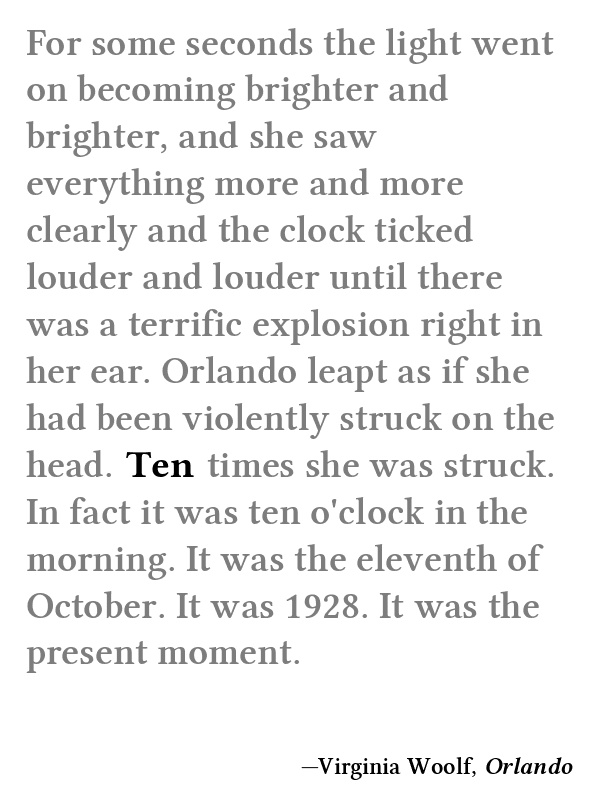 For some seconds the light went
on becoming brighter and
brighter, and she saw
everything more and more
clearly and the clock ticked
louder and louder until there
was a terrific explosion right in
her ear. Orlando leapt as if she
had been violently struck on the
head. Ten times she was struck.
In fact it was ten o'clock in the
morning. It was the eleventh of
October. It was 1928. It was the
present moment.
—Virginia Woolf, Orlando